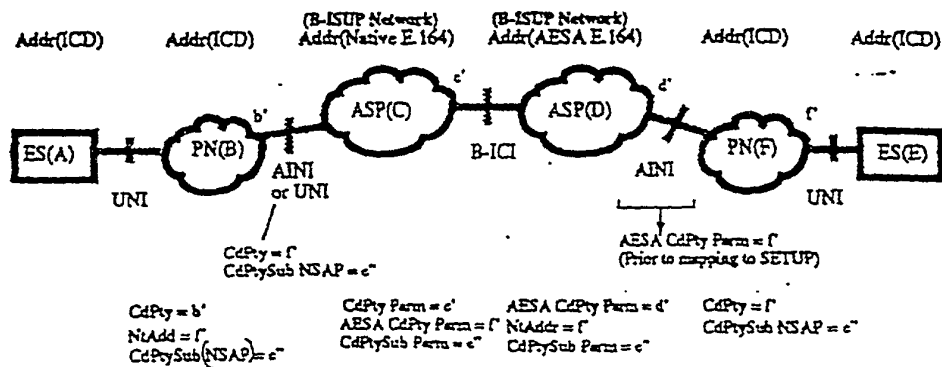 (B-ISUP Network) (B-ISUP Network)
Addr(ICD) Addr(ICD) Addr(Native E.164) Addr(AESA E.164) Addr(ICD) Addr(ICD)
c' d'
b' ASP(C) ASP(D) f'
ES(A) PN(B) PN(F) ES(E)
B-ICI
UNI AINI AINI UNI
or UNI
CdPty = f'
CdPtySub NSAP = e"
AESA CdPty Parm = f'
(Prior to mapping to SETUP)
CdPty = b' CdPty Parm = c' AESA CdPty Parm = d' CdPty = f'
NtAdd = f' AESA CdPty Parm = f' NtAddr = f' CdPtySub NSAP = e"
CdPtySub(NSAP) = e" CdPtySub Parm = e" CdPtySub Parm = e"